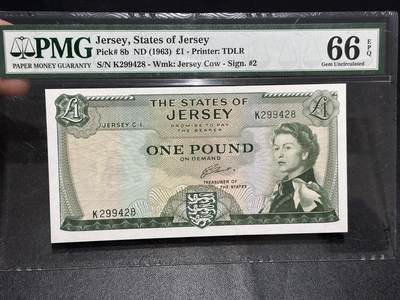 PMG
PAPER MONEY GUARANTY
Jersey, States of Jersey
Pick# 8b ND (1963) £1 - Printer: TDLR
S/N K299428 - Wmk: Jersey Cow - Sign. #2
66 EPQ
Gem Uncirculated
£1
THE STATES OF
JERSEY
£1
JERSEY C.I.
PROMISE TO PAY
THE BEARER
K299428
ONE POUND
ON DEMAND
TREASURER OF
THE STATES
K299428